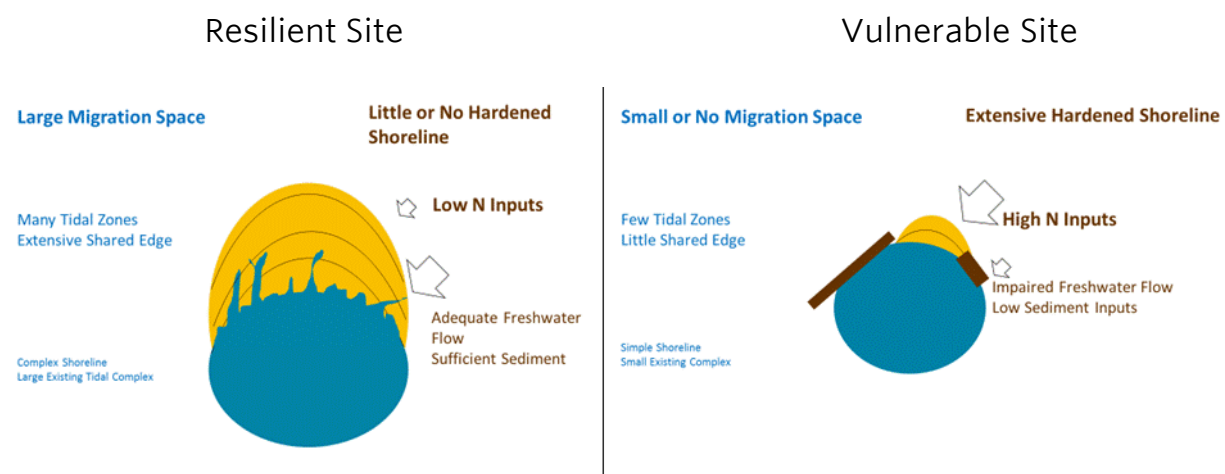 Resilient Site
Large Migration Space
Little or No Hardened
Shoreline
Low N Inputs
Many Tidal Zones
Extensive Shared Edge
Adequate Freshwater
Flow
Sufficient Sediment
Complex Shoreline
Large Existing Tidal Complex
Vulnerable Site
Small or No Migration Space
Extensive Hardened Shoreline
Few Tidal Zones
Little Shared Edge
High N Inputs
Impaired Freshwater Flow
Low Sediment Inputs
Simple Shoreline
Small Existing Complex